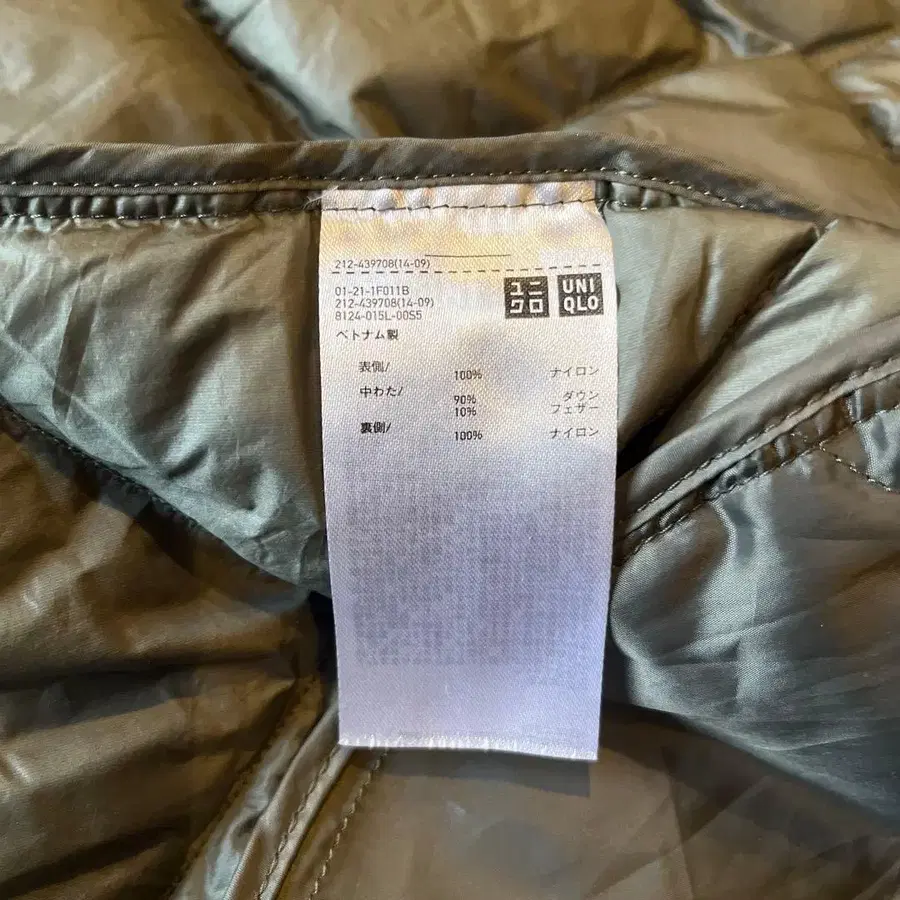 212-439708(14-09)
01-21-1F011B
212-439708(14-09)
8124-015L-00S5
ユニクロ
UNIQLO
ベトナム製
表側/ 100% ナイロン
中わた/ 90% ダウン
10% フェザー
裏側/ 100% ナイロン